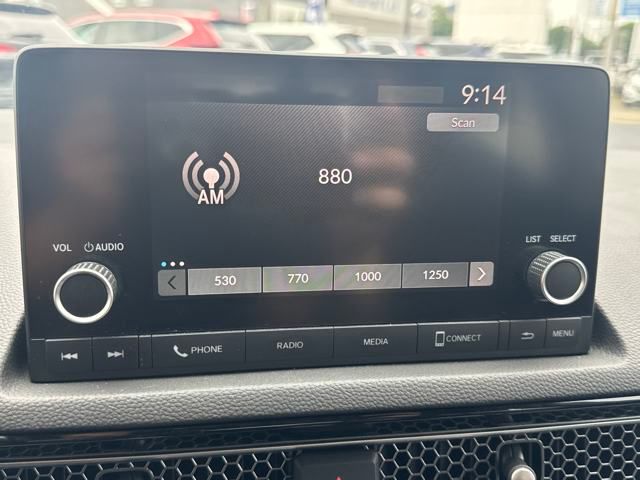 9:14
Scan
AM
880
VOL AUDIO
LIST SELECT
530 770 1000 1250
PHONE RADIO MEDIA CONNECT MENU